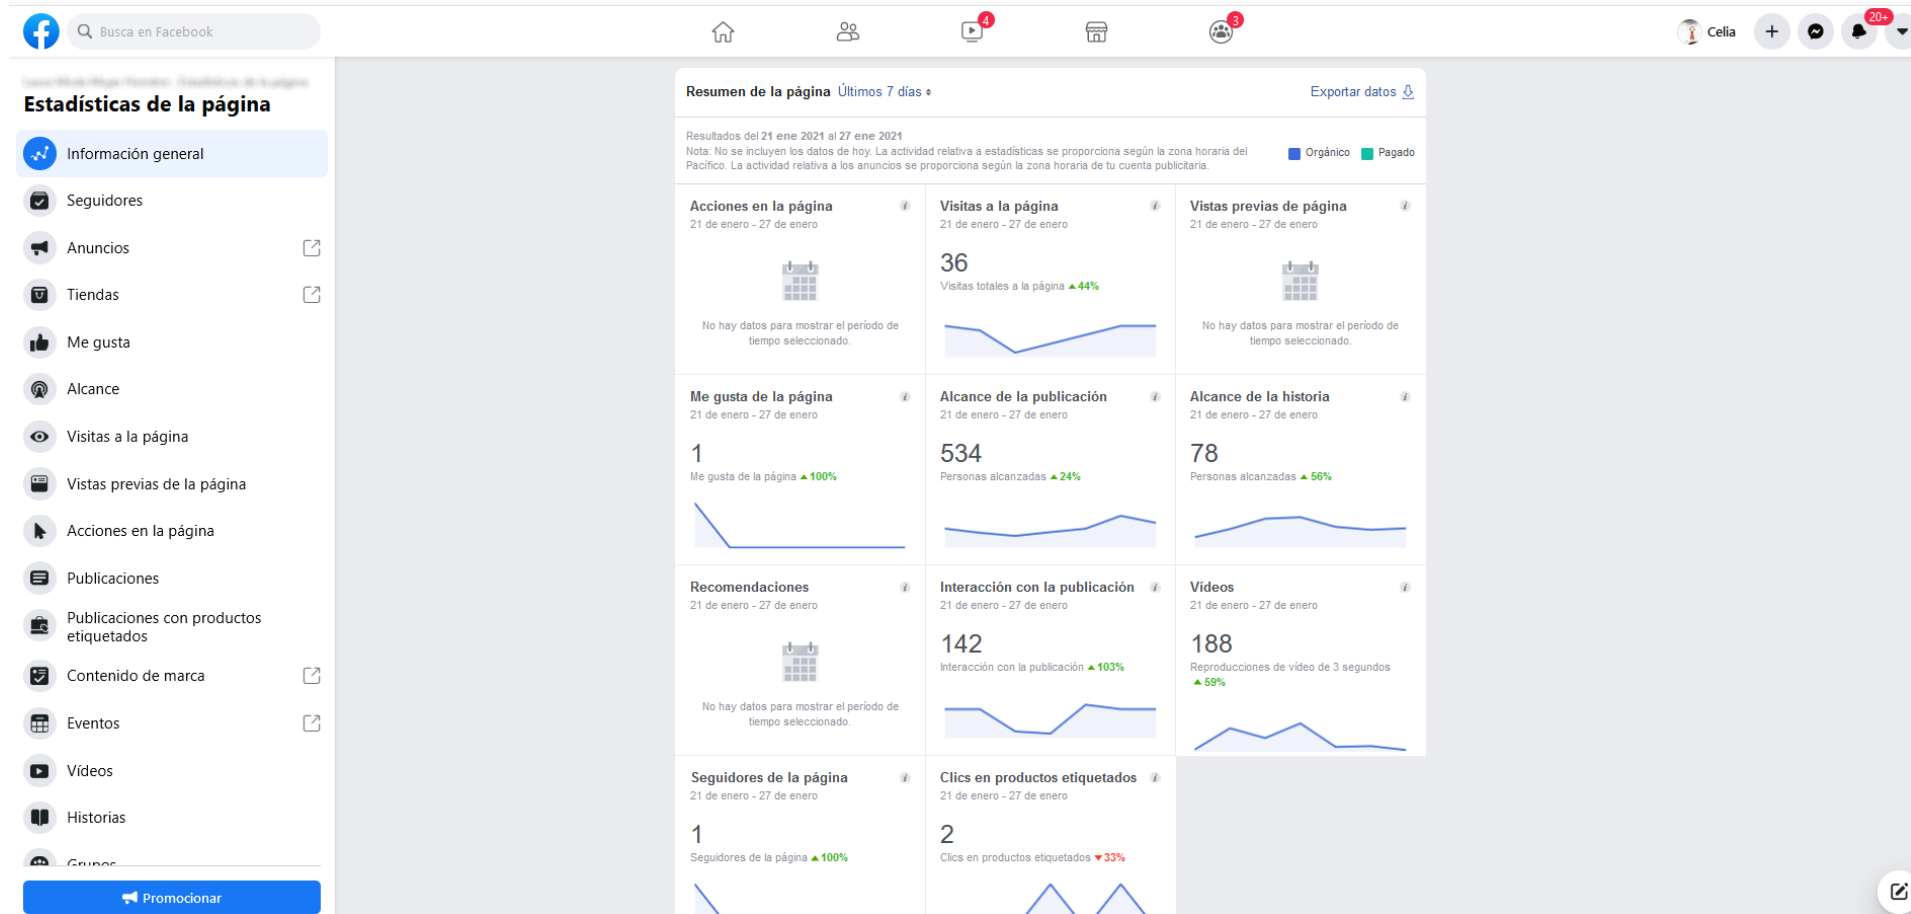 Busca en Facebook
4
3
Celia
20+
Estadísticas de la página
Información general
Seguidores
Anuncios
Tiendas
Me gusta
Alcance
Visitas a la página
Vistas previas de la página
Acciones en la página
Publicaciones
Publicaciones con productos
etiquetados
Contenido de marca
Eventos
Vídeos
Historias
Grupos
Promocionar
Resumen de la página Últimos 7 días
Exportar datos
Resultados del 21 ene 2021 al 27 ene 2021
Nota: No se incluyen los datos de hoy. La actividad relativa a estadísticas se proporciona según la zona horaria del
Pacífico. La actividad relativa a los anuncios se proporciona según la zona horaria de tu cuenta publicitaria.
Orgánico Pagado
Acciones en la página
21 de enero - 27 de enero
No hay datos para mostrar el período de
tiempo seleccionado.
Visitas a la página
21 de enero - 27 de enero
36
Visitas totales a la página 44%
Vistas previas de página
21 de enero - 27 de enero
No hay datos para mostrar el período de
tiempo seleccionado.
Me gusta de la página
21 de enero - 27 de enero
1
Me gusta de la página 100%
Alcance de la publicación
21 de enero - 27 de enero
534
Personas alcanzadas 24%
Alcance de la historia
21 de enero - 27 de enero
78
Personas alcanzadas 56%
Recomendaciones
21 de enero - 27 de enero
No hay datos para mostrar el período de
tiempo seleccionado.
Interacción con la publicación
21 de enero - 27 de enero
142
Interacción con la publicación 103%
Vídeos
21 de enero - 27 de enero
188
Reproducciones de vídeo de 3 segundos
59%
Seguidores de la página
21 de enero - 27 de enero
1
Seguidores de la página 100%
Clics en productos etiquetados
21 de enero - 27 de enero
2
Clics en productos etiquetados 33%